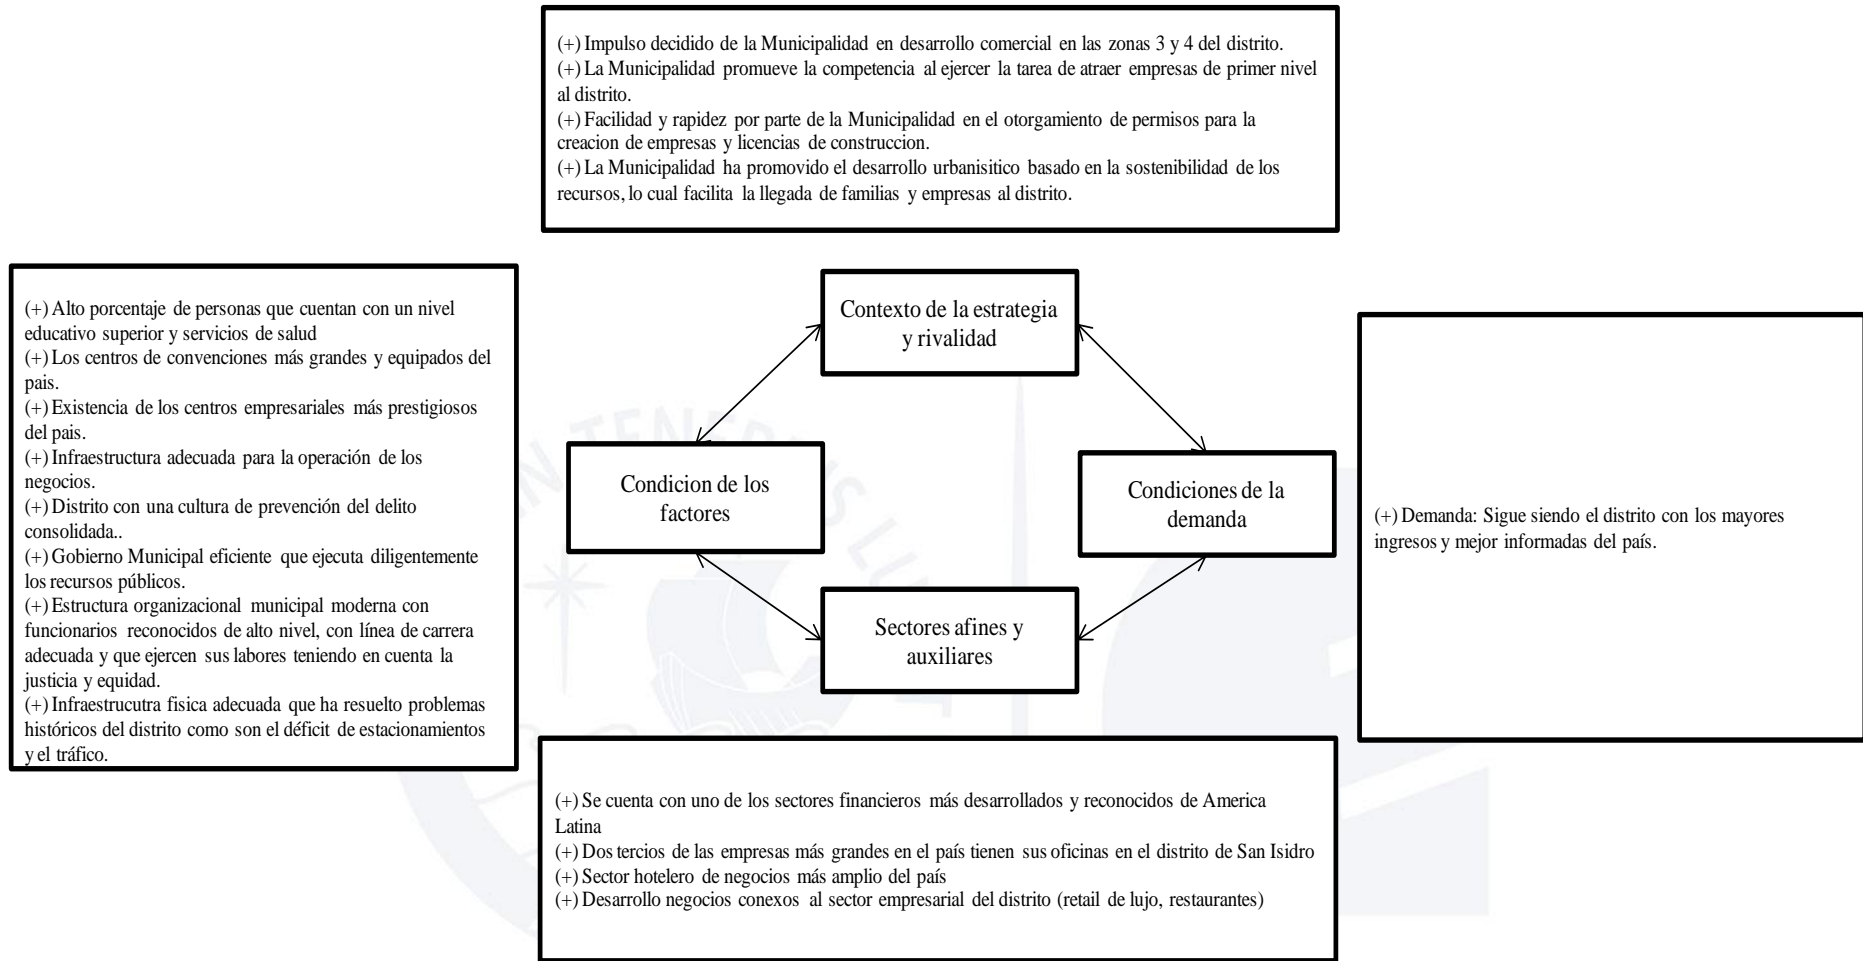 (+) Impulso decidido de la Municipalidad en desarrollo comercial en las zonas 3 y 4 del distrito.
(+) La Municipalidad promueve la competencia al ejercer la tarea de atraer empresas de primer nivel
al distrito.
(+) Facilidad y rapidez por parte de la Municipalidad en el otorgamiento de permisos para la
creacion de empresas y licencias de construccion.
(+) La Municipalidad ha promovido el desarrollo urbanisitico basado en la sostenibilidad de los
recursos, lo cual facilita la llegada de familias y empresas al distrito.
(+) Alto porcentaje de personas que cuentan con un nivel
educativo superior y servicios de salud
(+) Los centros de convenciones más grandes y equipados del
pais.
(+) Existencia de los centros empresariales más prestigiosos
del pais.
(+) Infraestructura adecuada para la operación de los
negocios.
(+) Distrito con una cultura de prevención del delito
consolidada..
(+) Gobierno Municipal eficiente que ejecuta diligentemente
los recursos públicos.
(+) Estructura organizacional municipal moderna con
funcionarios reconocidos de alto nivel, con línea de carrera
adecuada y que ejercen sus labores teniendo en cuenta la
justicia y equidad.
(+) Infraestrucutra fisica adecuada que ha resuelto problemas
históricos del distrito como son el déficit de estacionamientos
y el tráfico.
Contexto de la estrategia
y rivalidad
Condicion de los
factores
Condiciones de la
demanda
Sectores afines y
auxiliares
(+) Demanda: Sigue siendo el distrito con los mayores
ingresos y mejor informadas del país.
(+) Se cuenta con uno de los sectores financieros más desarrollados y reconocidos de America
Latina
(+) Dos tercios de las empresas más grandes en el país tienen sus oficinas en el distrito de San Isidro
(+) Sector hotelero de negocios más amplio del país
(+) Desarrollo negocios conexos al sector empresarial del distrito (retail de lujo, restaurantes)